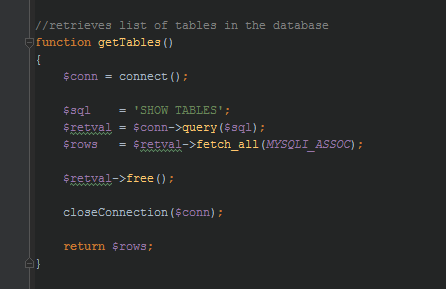 //retrieves list of tables in the database
function getTables()
{
$conn = connect();
$sql = 'SHOW TABLES';
$retval = $conn->query($sql);
$rows = $retval->fetch_all(MYSQLI_ASSOC);
$retval->free();
closeConnection($conn);
return $rows;
}